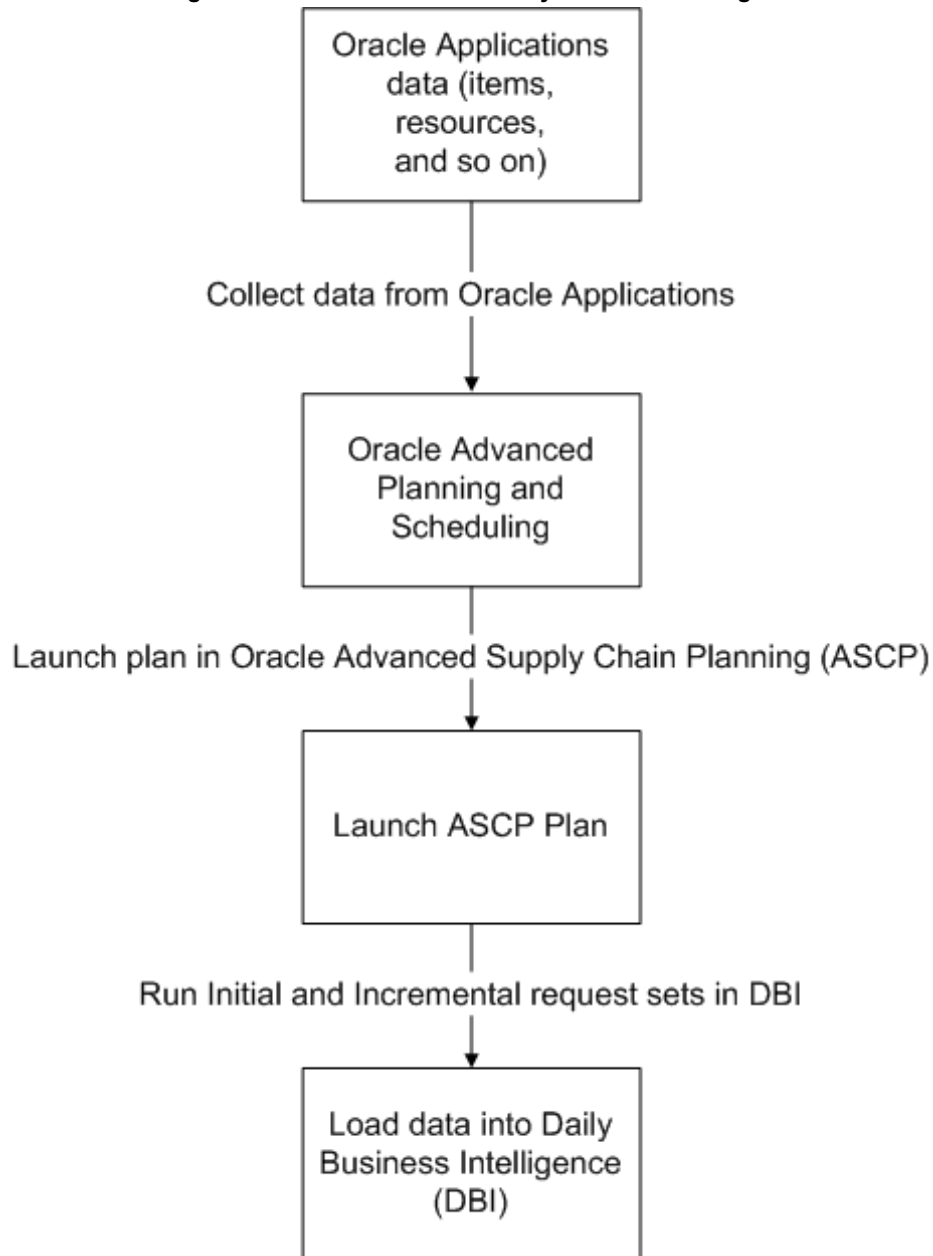 Oracle Applications
data (items,
resources,
and so on)
Collect data from Oracle Applications
Oracle Advanced
Planning and
Scheduling
Launch plan in Oracle Advanced Supply Chain Planning (ASCP)
Launch ASCP Plan
Run Initial and Incremental request sets in DBI
Load data into Daily
Business Intelligence
(DBI)